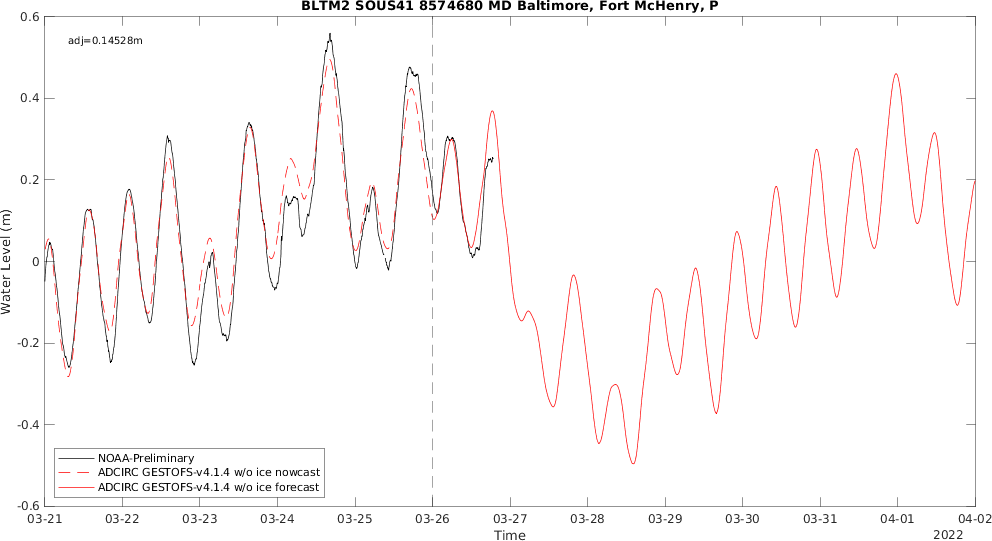 BLTM2 SOUS41 8574680 MD Baltimore, Fort McHenry, P
adj=0.14528m
0.6
0.4
0.2
0
-0.2
-0.4
-0.6
Water Level (m)
NOAA-Preliminary
ADCIRC GESTOFS-v4.1.4 w/o ice nowcast
ADCIRC GESTOFS-v4.1.4 w/o ice forecast
03-21 03-22 03-23 03-24 03-25 03-26 03-27 03-28 03-29 03-30 03-31 04-01 04-02
Time
2022